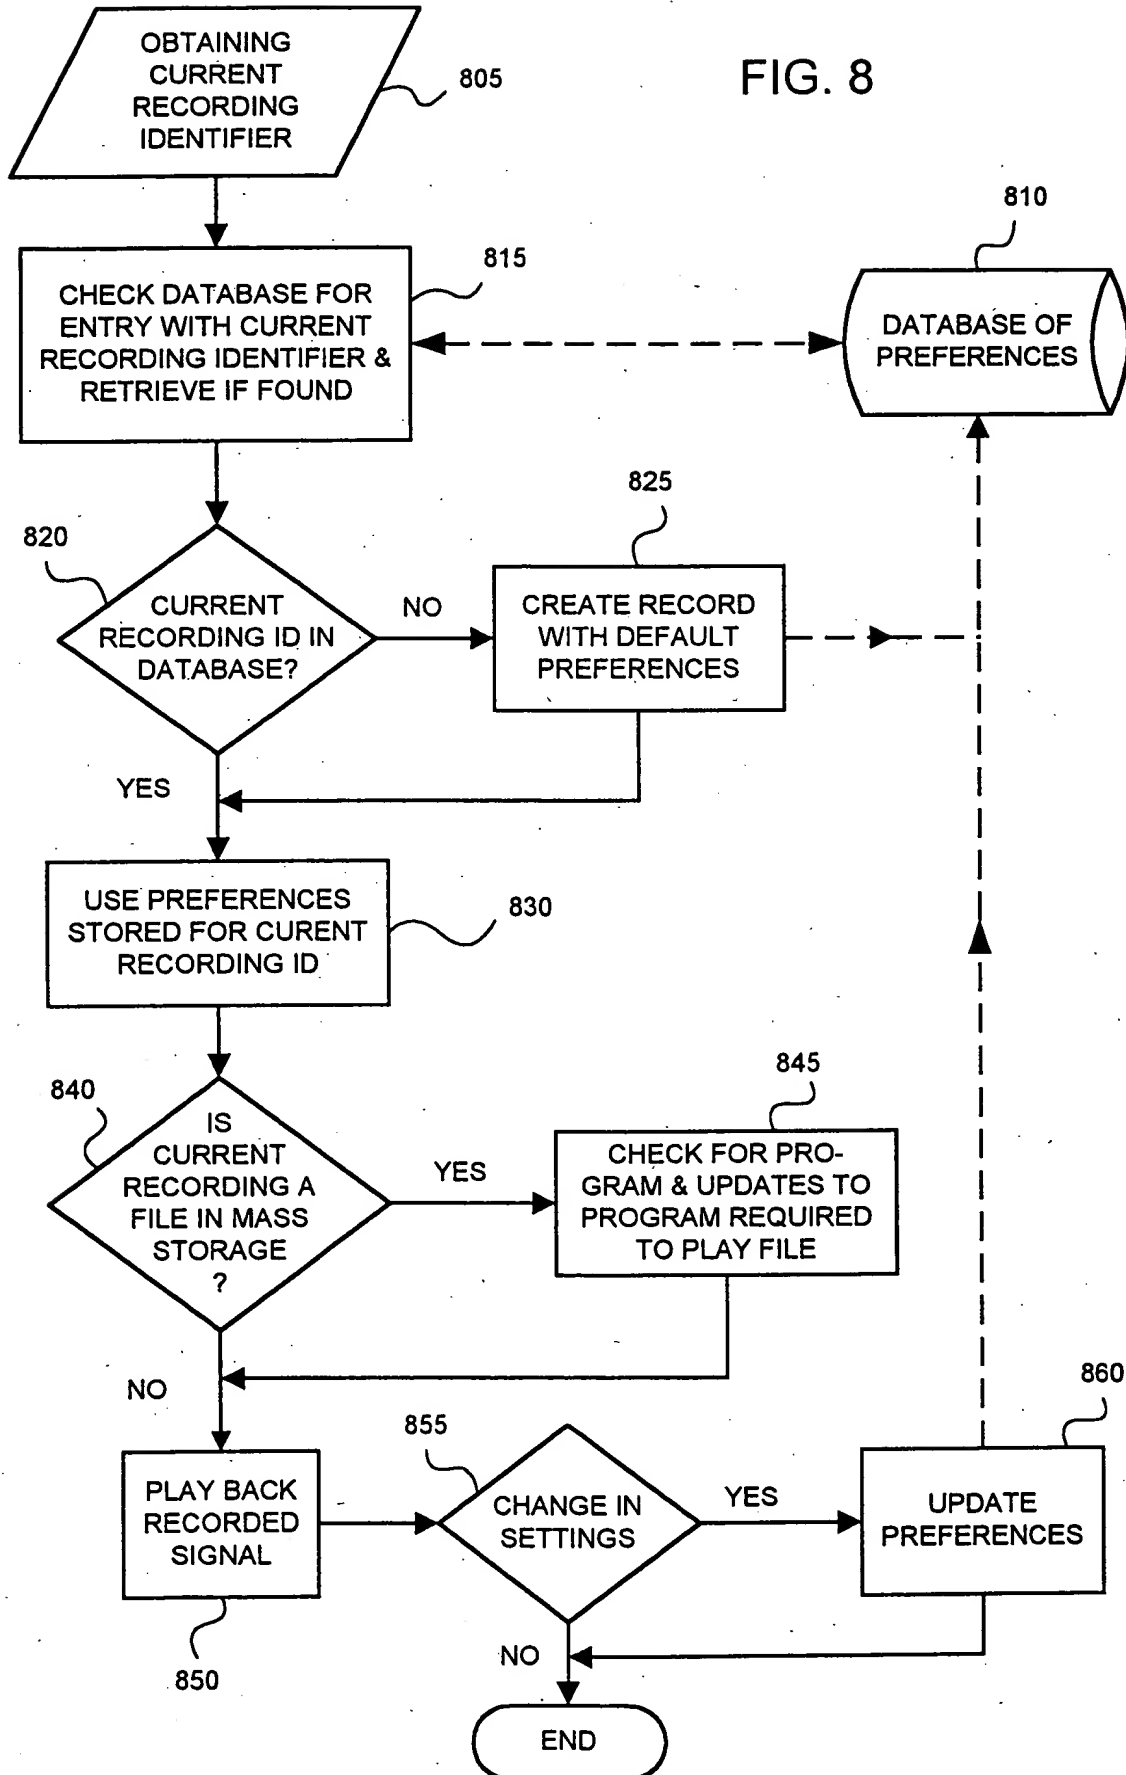 FIG. 8
OBTAINING
CURRENT
RECORDING
IDENTIFIER
805
810
815
CHECK DATABASE FOR
ENTRY WITH CURRENT
RECORDING IDENTIFIER &
RETRIEVE IF FOUND
DATABASE OF
PREFERENCES
820
CURRENT
RECORDING ID IN
DATABASE?
NO
825
CREATE RECORD
WITH DEFAULT
PREFERENCES
YES
USE PREFERENCES
STORED FOR CURENT
RECORDING ID
830
840
IS
CURRENT
RECORDING A
FILE IN MASS
STORAGE
?
YES
845
CHECK FOR PRO-
GRAM & UPDATES TO
PROGRAM REQUIRED
TO PLAY FILE
NO
PLAY BACK
RECORDED
SIGNAL
850
855
CHANGE IN
SETTINGS
YES
860
UPDATE
PREFERENCES
NO
END